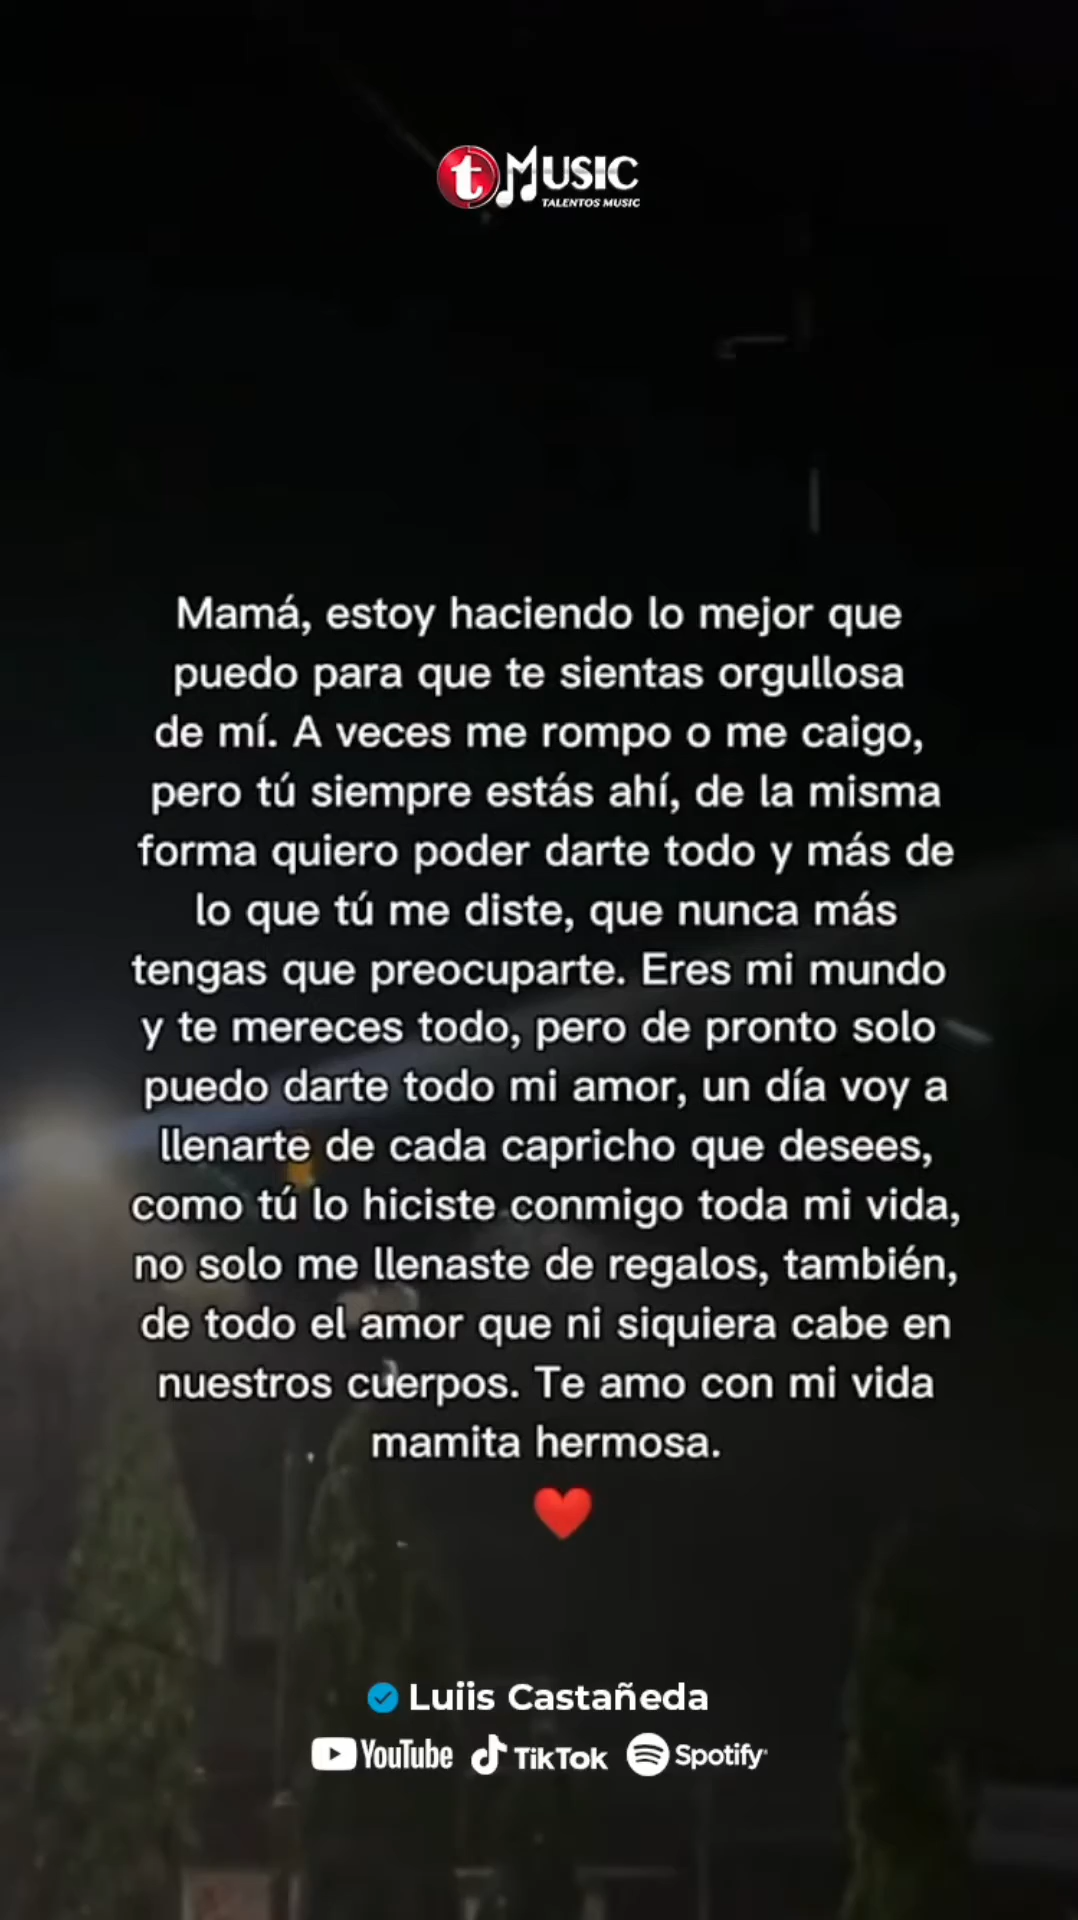 t MUSIC
TALENTOS MUSIC
Mamá, estoy haciendo lo mejor que
puedo para que te sientas orgullosa
de mí. A veces me rompo o me caigo,
pero tú siempre estás ahí, de la misma
forma quiero poder darte todo y más de
lo que tú me diste, que nunca más
tengas que preocuparte. Eres mi mundo
y te mereces todo, pero de pronto solo
puedo darte todo mi amor, un día voy a
llenarte de cada capricho que desees,
como tú lo hiciste conmigo toda mi vida,
no solo me llenaste de regalos, también,
de todo el amor que ni siquiera cabe en
nuestros cuerpos. Te amo con mi vida
mamita hermosa.
❤️
Luiis Castañeda
YouTube TikTok Spotify